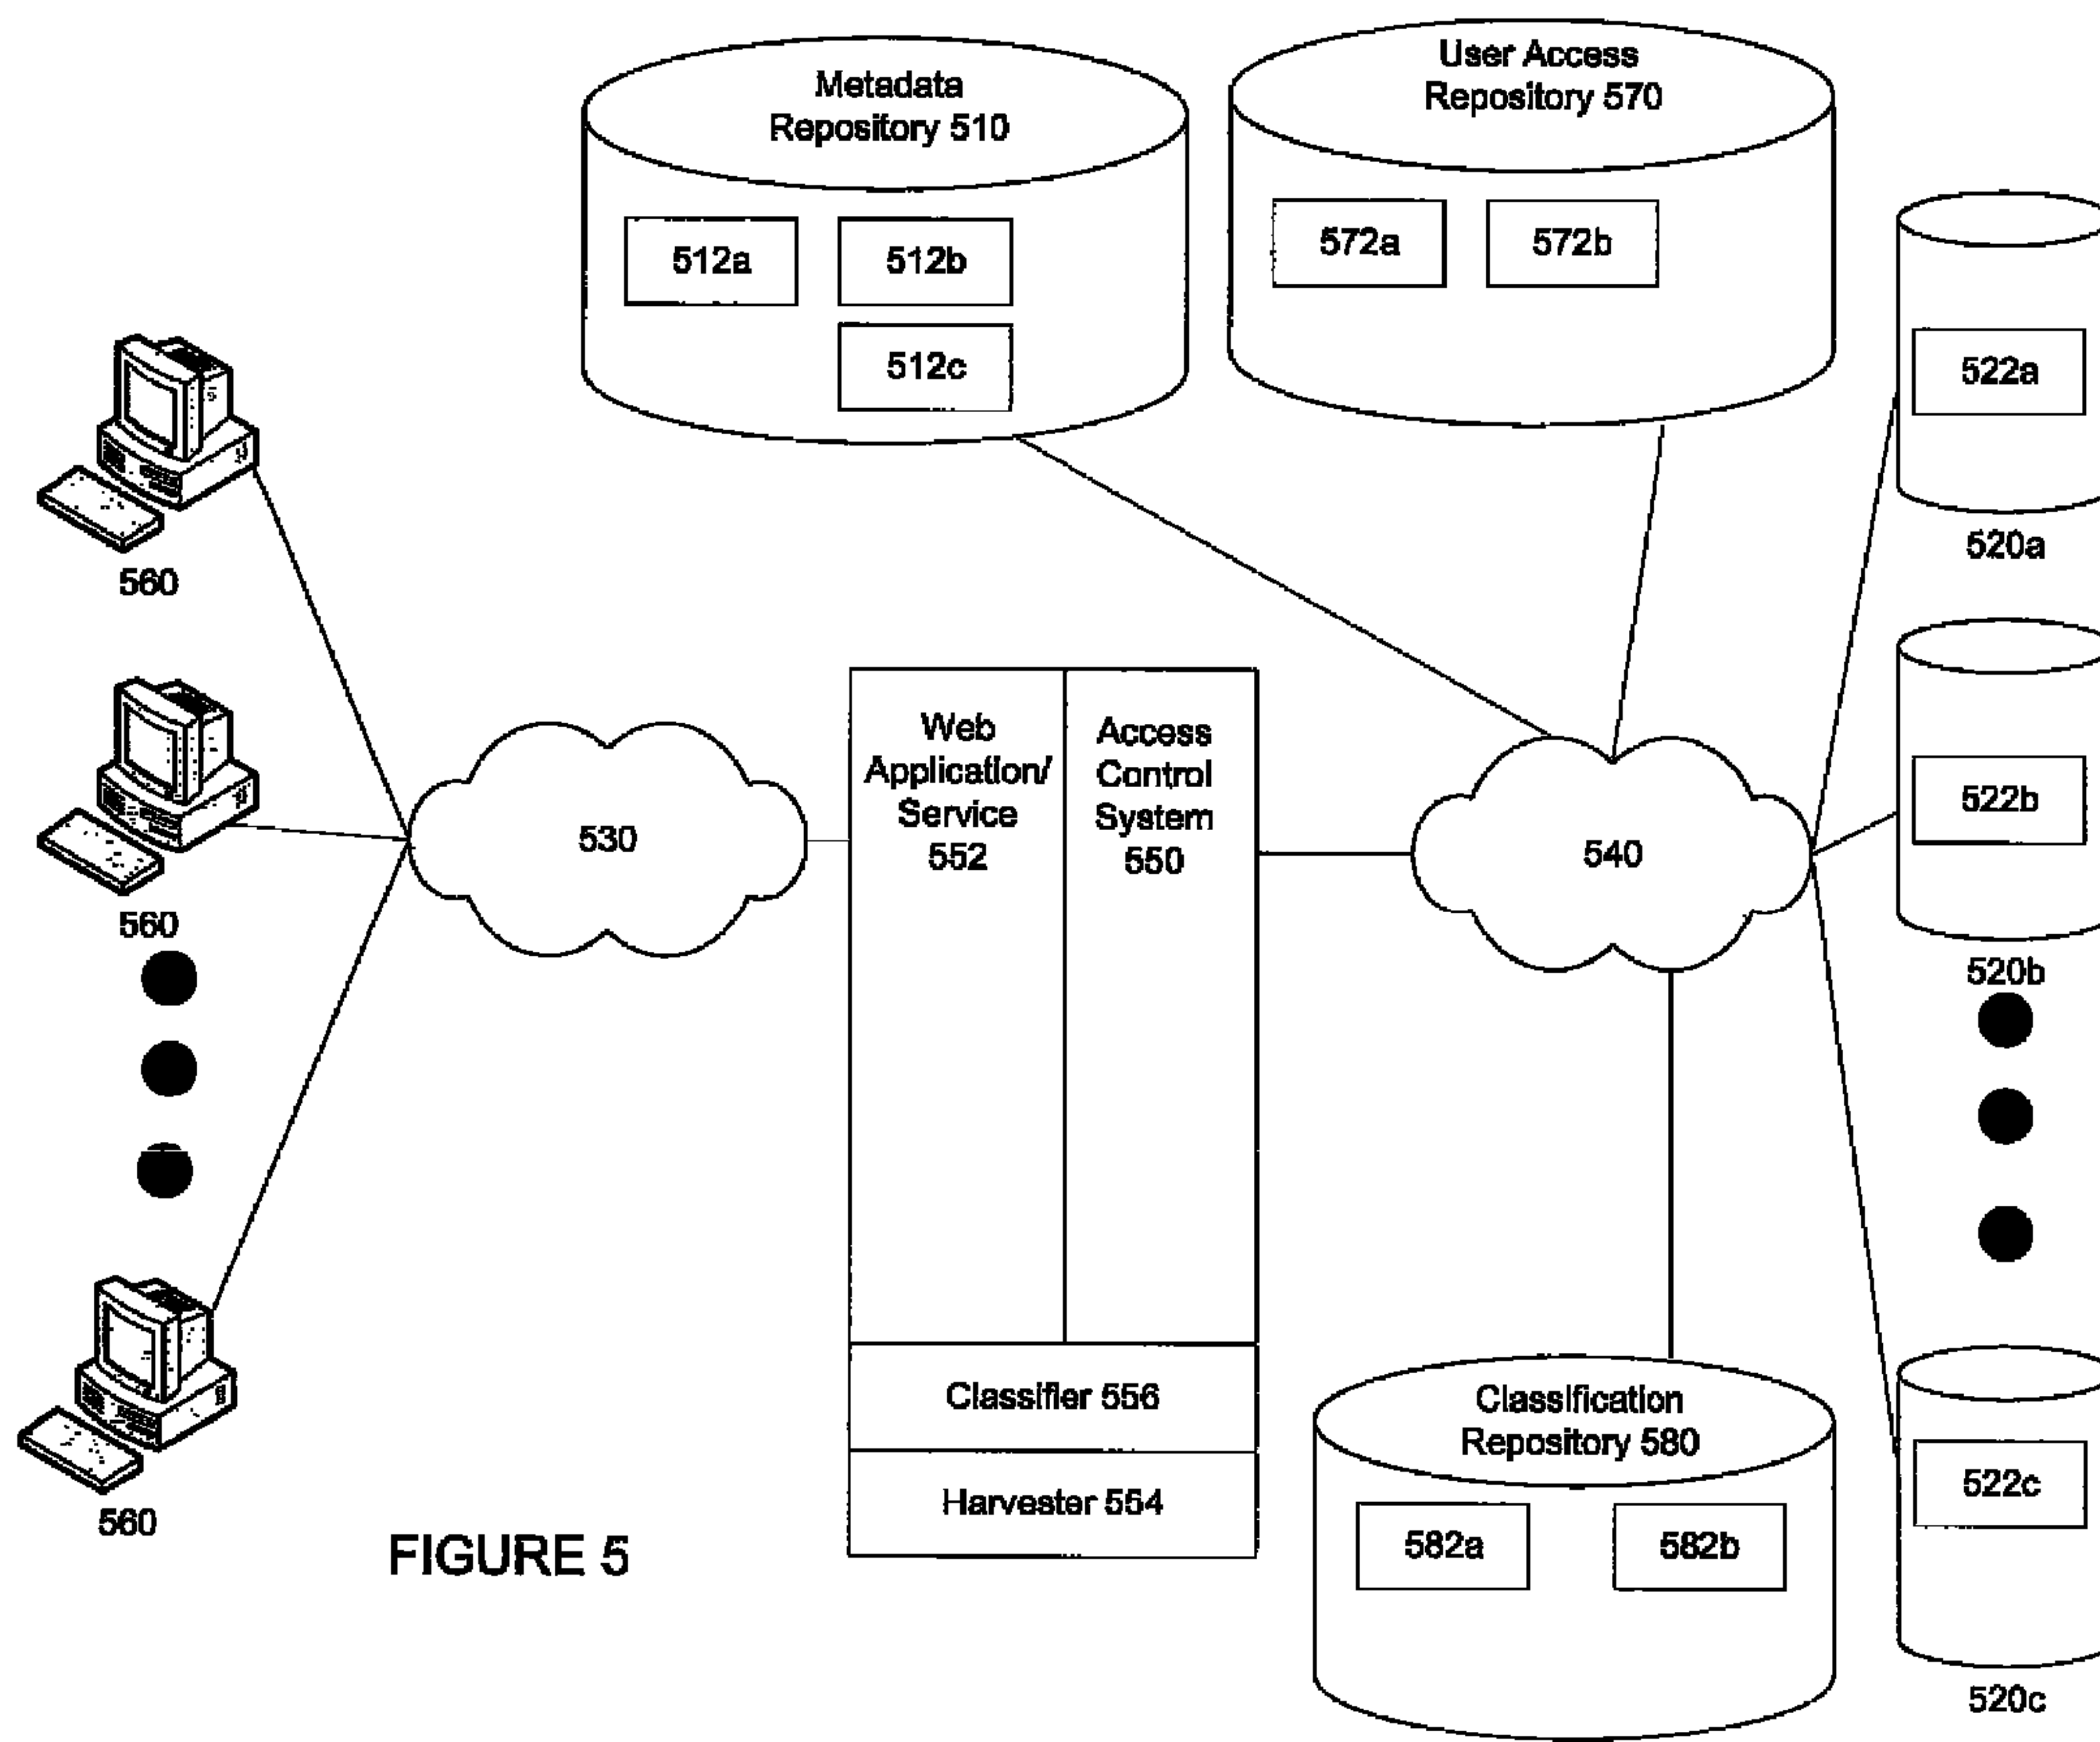 Metadata
Repository 510
512a
512b
512c
User Access
Repository 570
572a
572b
522a
520a
522b
520b
522c
520c
560
560
560
530
Web
Application/
Service
552
Access
Control
System
550
540
Classifier 556
Harvester 554
Classification
Repository 580
582a
582b
FIGURE 5